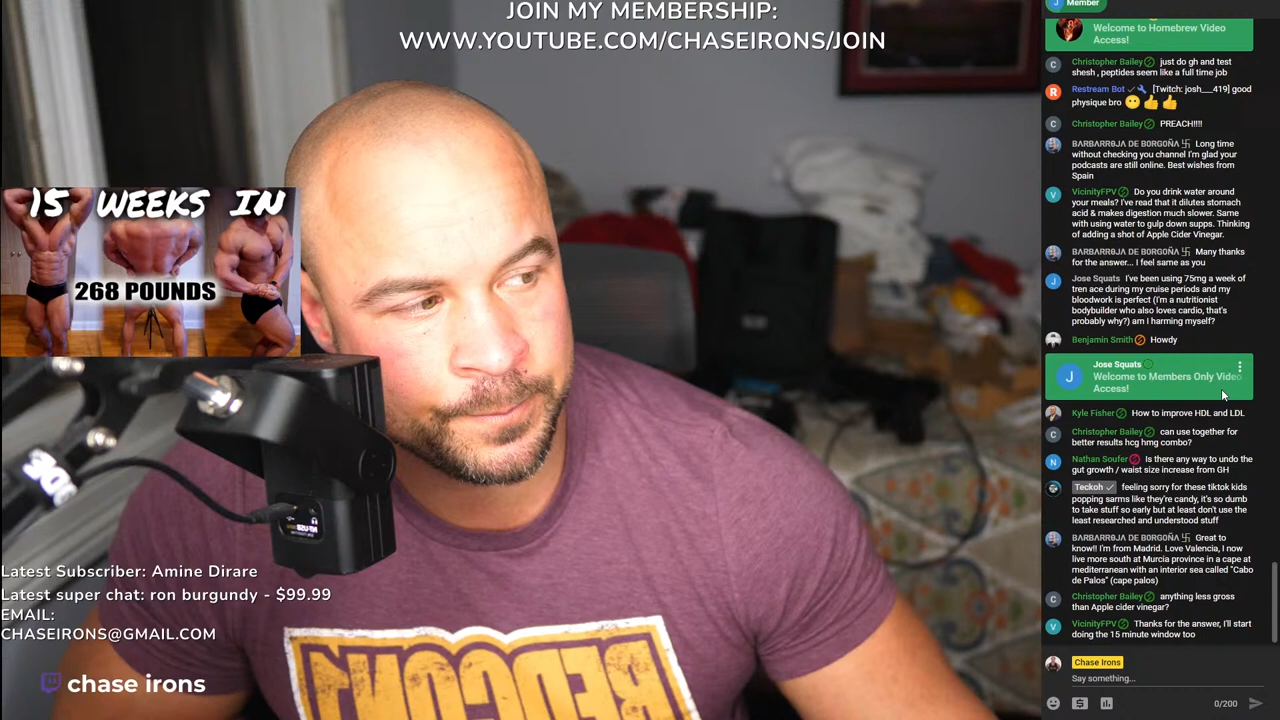 JOIN MY MEMBERSHIP:
WWW.YOUTUBE.COM/CHASEIRONS/JOIN
15 WEEKS IN
268 POUNDS
Latest Subscriber: Amine Dirare
Latest super chat: ron burgundy - $99.99
EMAIL:
CHASEIRONS@GMAIL.COM
chase irons
J Member
Welcome to Homebrew Video
Access!
C Christopher Bailey just do gh and test
shesh , peptides seem like a full time job
R Restream Bot [Twitch: josh___419] good
physique bro
C Christopher Bailey PREACH!!!!
BARBARRθJA DE BθRGθÑA 卐 Long time
without checking you channel I'm glad your
podcasts are still online. Best wishes from
Spain
V VicinityFPV Do you drink water around
your meals? I've read that it dilutes stomach
acid & makes digestion much slower. Same
with using water to gulp down supps. Thinking
of adding a shot of Apple Cider Vinegar.
BARBARRθJA DE BθRGθÑA 卐 Many thanks
for the answer... I feel same as you
J Jose Squats I've been using 75mg a week of
tren ace during my cruise periods and my
bloodwork is perfect (I'm a nutritionist
bodybuilder who also loves cardio, that's
probably why?) am I harming myself?
Benjamin Smith Howdy
Jose Squats
J Welcome to Members Only Video
Access!
Kyle Fisher How to improve HDL and LDL
C Christopher Bailey can use together for
better results hcg hmg combo?
N Nathan Soufer Is there any way to undo the
gut growth / waist size increase from GH
Teckoh ✓ feeling sorry for these tiktok kids
popping sarms like they're candy, it's so dumb
to take stuff so early but at least don't use the
least researched and understood stuff
BARBARRθJA DE BθRGθÑA 卐 Great to
know!! I'm from Madrid. Love Valencia, I now
live more south at Murcia province in a cape at
mediterranean with an interior sea called "Cabo
de Palos" (cape palos)
C Christopher Bailey anything less gross
than Apple cider vinegar?
V VicinityFPV Thanks for the answer, I'll start
doing the 15 minute window too
Chase Irons
Say something...
0/200